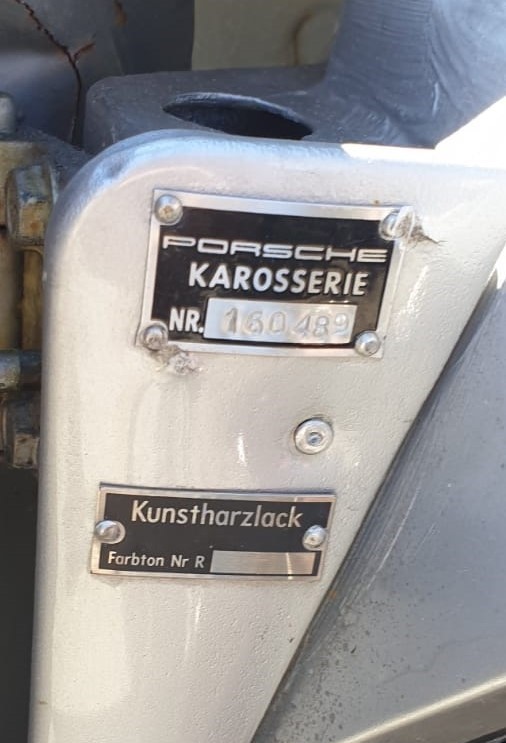 PORSCHE
KAROSSERIE
NR. 160489
Kunstharzlack
Farbton Nr R